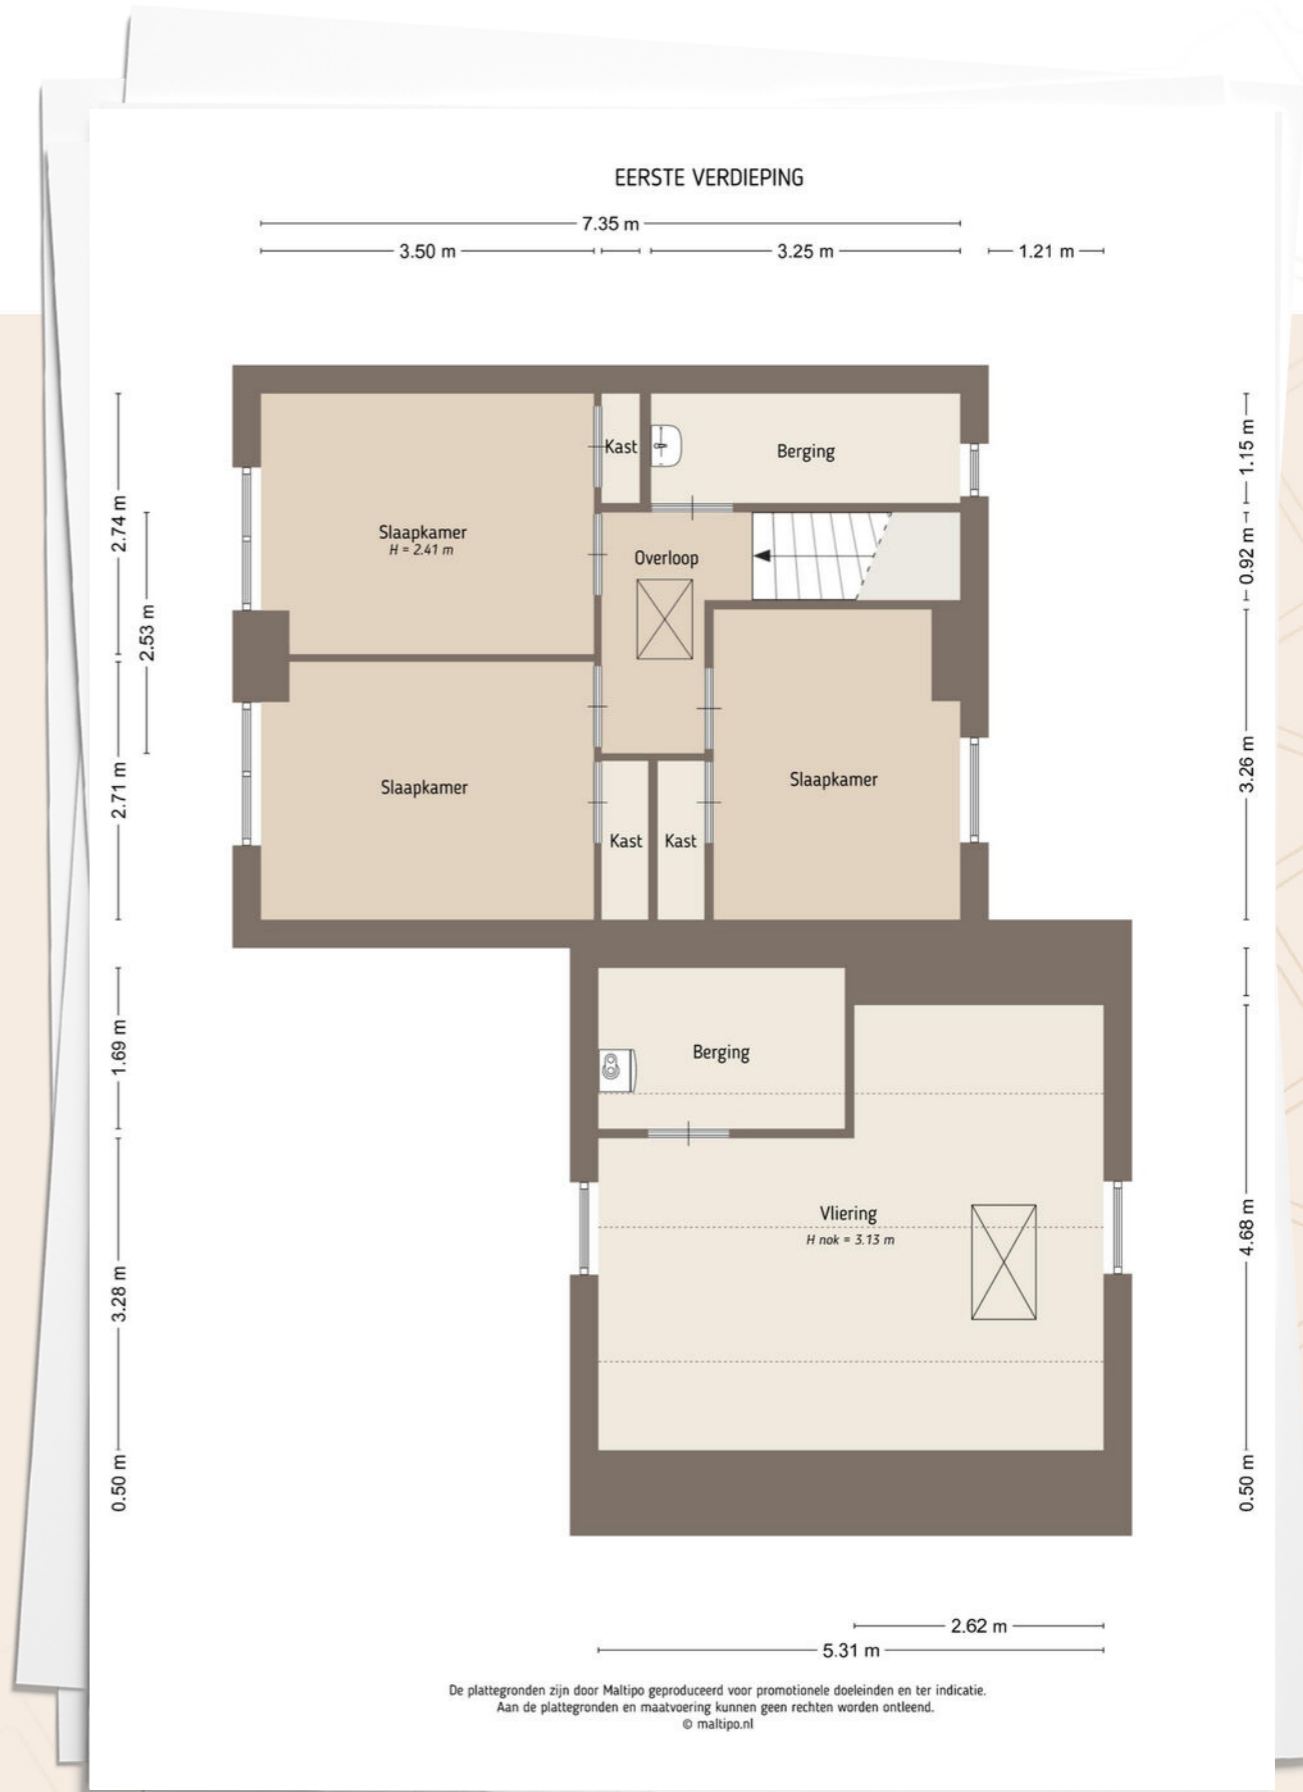 EERSTE VERDIEPING
7.35 m
3.50 m
3.25 m
1.21 m
2.74 m
2.53 m
2.71 m
1.69 m
3.28 m
0.50 m
1.15 m
0.92 m
3.26 m
4.68 m
0.50 m
Kast
Berging
Slaapkamer
H = 2.41 m
Overloop
Slaapkamer
Slaapkamer
Kast
Kast
Berging
Vliering
H nok = 3.13 m
2.62 m
5.31 m
De plattegronden zijn door Maltipo geproduceerd voor promotionele doeleinden en ter indicatie.
Aan de plattegronden en maatvoering kunnen geen rechten worden ontleend.
© maltipo.nl